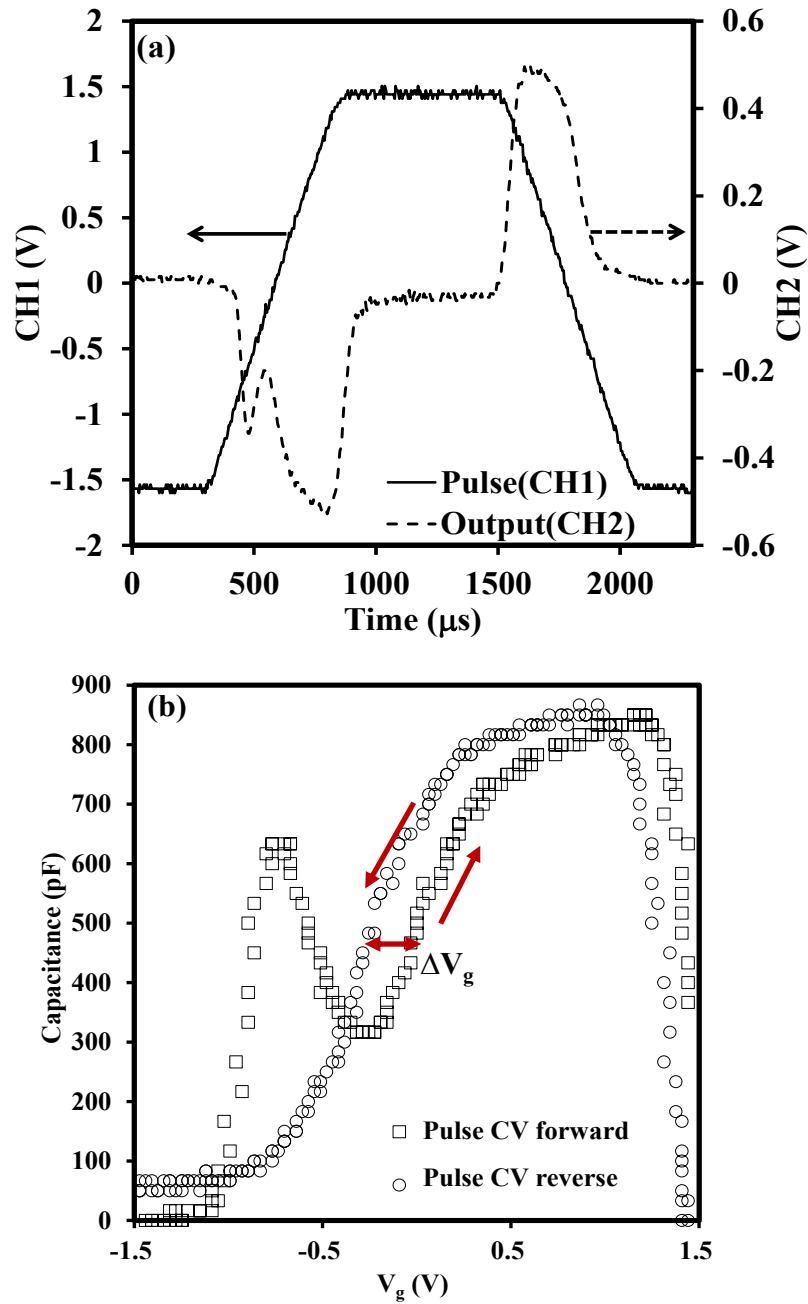 (a)
2
1.5
1
0.5
0
-0.5
-1
-1.5
-2
CH1 (V)
0.6
0.4
0.2
0
-0.2
-0.4
-0.6
CH2 (V)
Pulse(CH1)
Output(CH2)
0 500 1000 1500 2000
Time (μs)
(b)
900
800
700
600
500
400
300
200
100
0
Capacitance (pF)
ΔVg
Pulse CV forward
Pulse CV reverse
-1.5 -0.5 0.5 1.5
Vg (V)